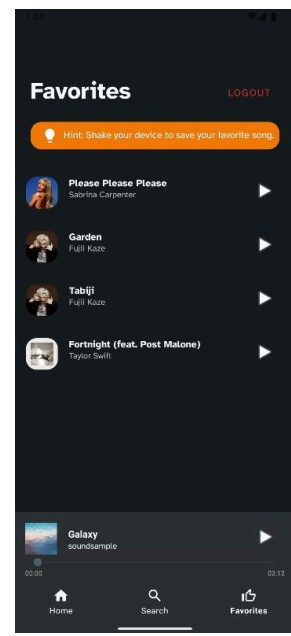 Favorites
LOGOUT
Hint: Shake your device to save your favorite song.
Please Please Please
Sabrina Carpenter
Garden
Fujii Kaze
Tabiji
Fujii Kaze
Fortnight (feat. Post Malone)
Taylor Swift
Galaxy
soundsample
00:00
02:12
Home
Search
Favorites